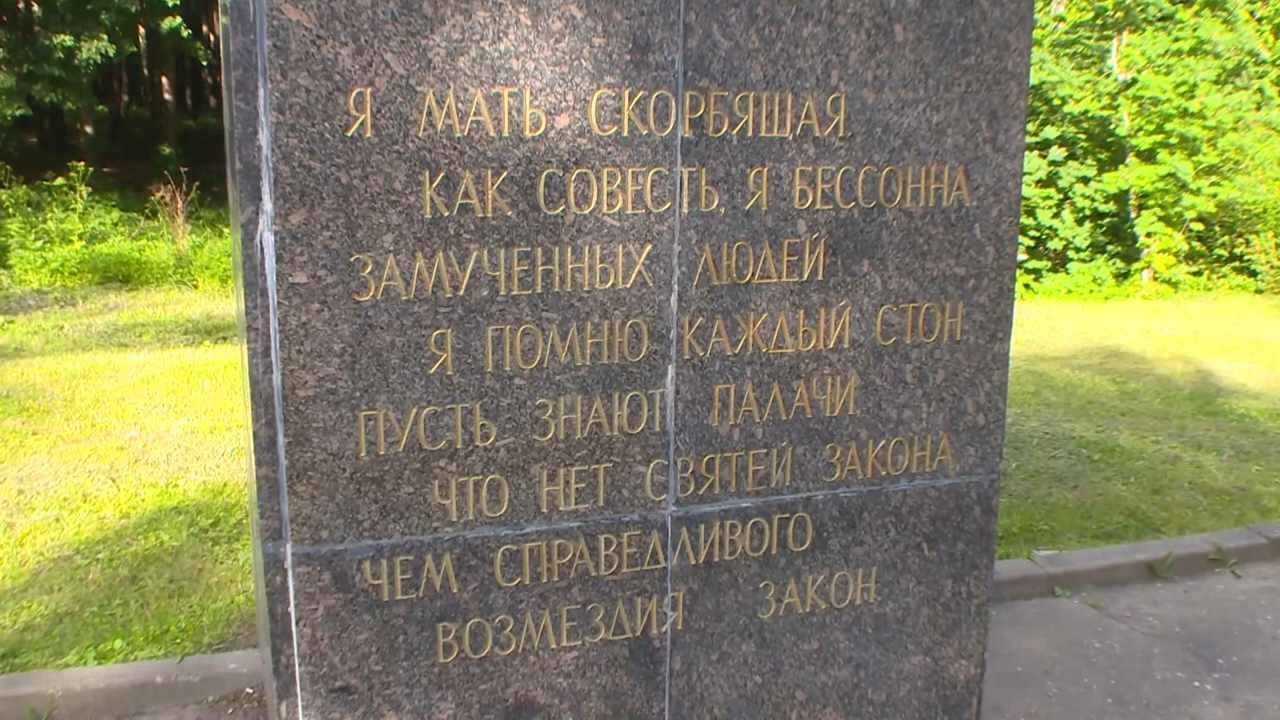 Я МАТЬ СКОРБЯЩАЯ.
КАК СОВЕСТЬ, Я БЕССОННА.
ЗАМУЧЕННЫХ ЛЮДЕЙ
Я ПОМНЮ КАЖДЫЙ СТОН.
ПУСТЬ ЗНАЮТ ПАЛАЧИ,
ЧТО НЕТ СВЯТЕЙ ЗАКОНА,
ЧЕМ СПРАВЕДЛИВОГО
ВОЗМЕЗДИЯ ЗАКОН.